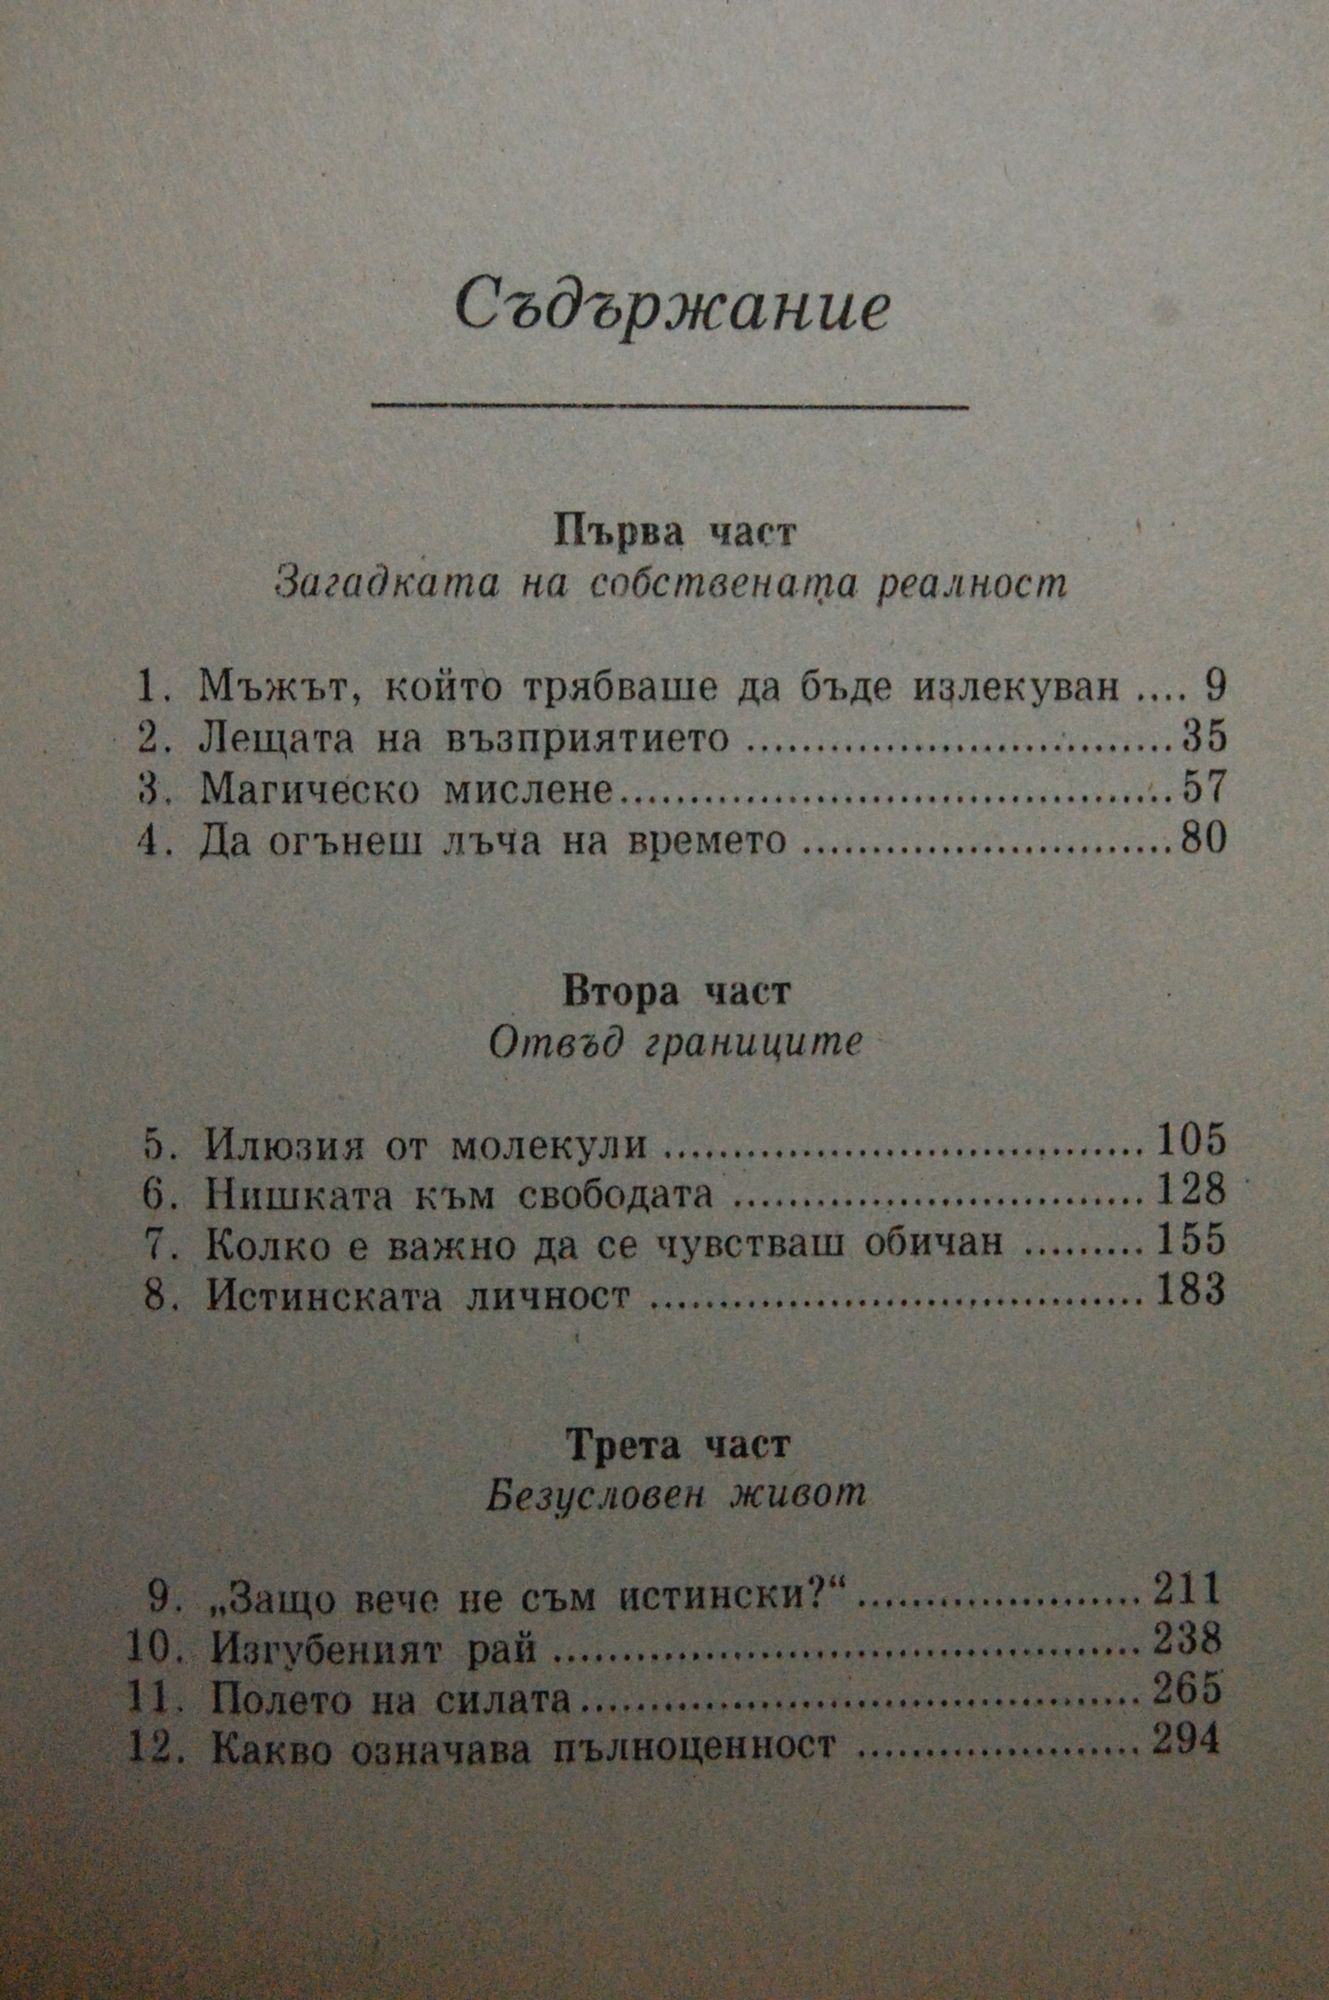 Съдържание
Първа част
Загадката на собствената реалност
1. Мъжът, който трябваше да бъде излекуван .... 9
2. Лещата на възприятието ............................... 35
3. Магическо мислене........................................ 57
4. Да огънеш лъча на времето ........................... 80
Втора част
Отвъд границите
5. Илюзия от молекули ................................... 105
6. Нишката към свободата .............................. 128
7. Колко е важно да се чувстваш обичан ......... 155
8. Истинската личност .................................... 183
Трета част
Безусловен живот
9. „Защо вече не съм истински?“ ..................... 211
10. Изгубеният рай ........................................... 238
11. Полето на силата......................................... 265
12. Какво означава пълноценност ..................... 294